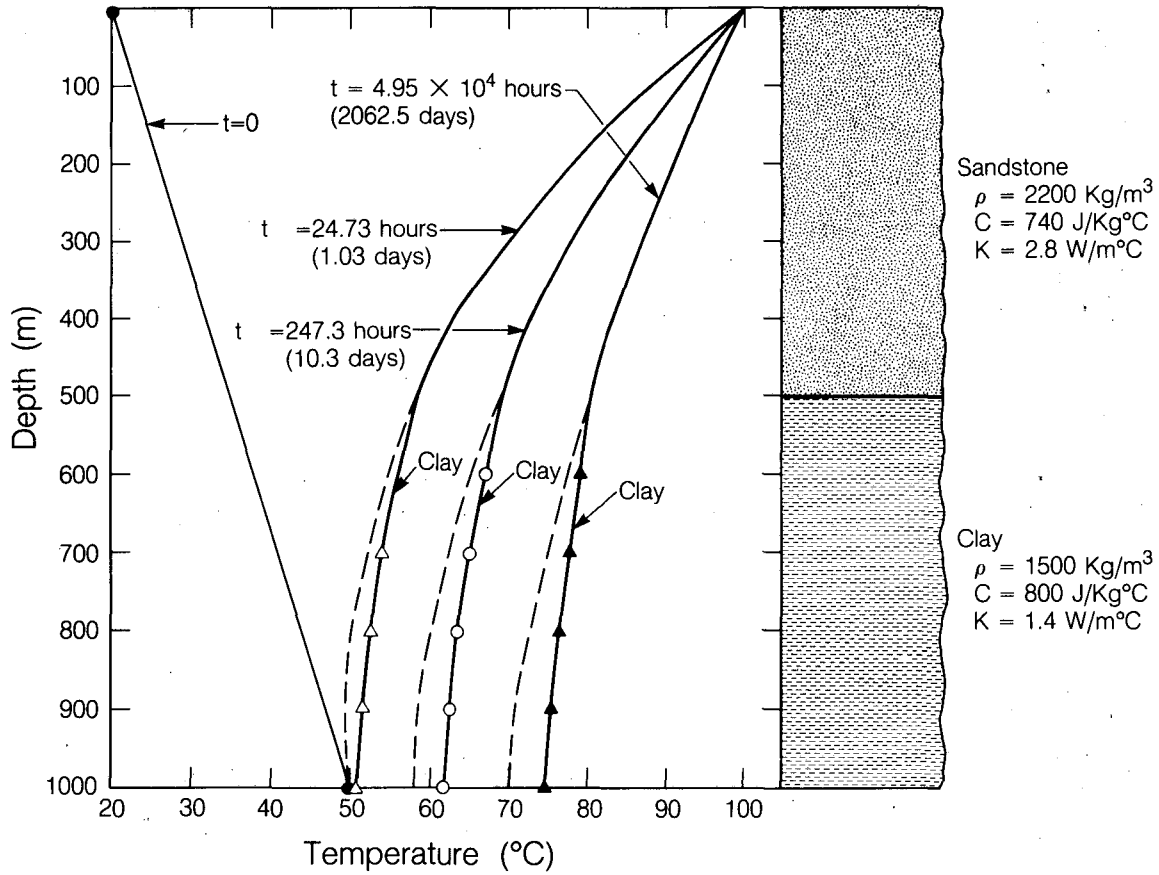 Depth (m)
100
200
300
400
500
600
700
800
900
1000
t = 4.95 × 10⁴ hours
(2062.5 days)
t=0
t =24.73 hours
(1.03 days)
t =247.3 hours
(10.3 days)
Clay
Clay
Clay
20 30 40 50 60 70 80 90 100
Temperature (°C)
Sandstone
ρ = 2200 Kg/m³
C = 740 J/Kg°C
K = 2.8 W/m°C
Clay
ρ = 1500 Kg/m³
C = 800 J/Kg°C
K = 1.4 W/m°C